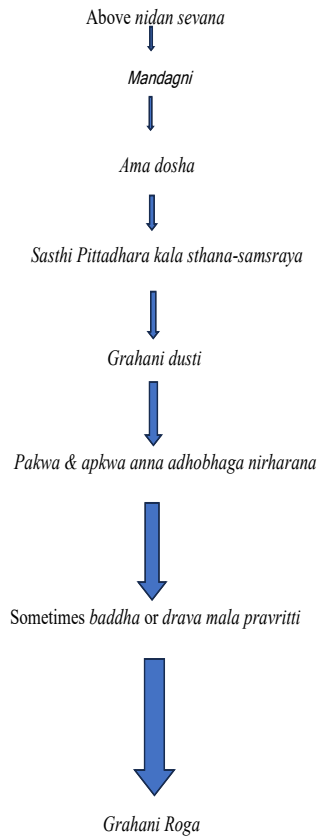 Above nidan sevana
Mandagni
Ama dosha
Sasthi Pittadhara kala sthana-samsraya
Grahani dusti
Pakwa & apkwa anna adhobhaga nirharana
Sometimes baddha or drava mala pravritti
Grahani Roga